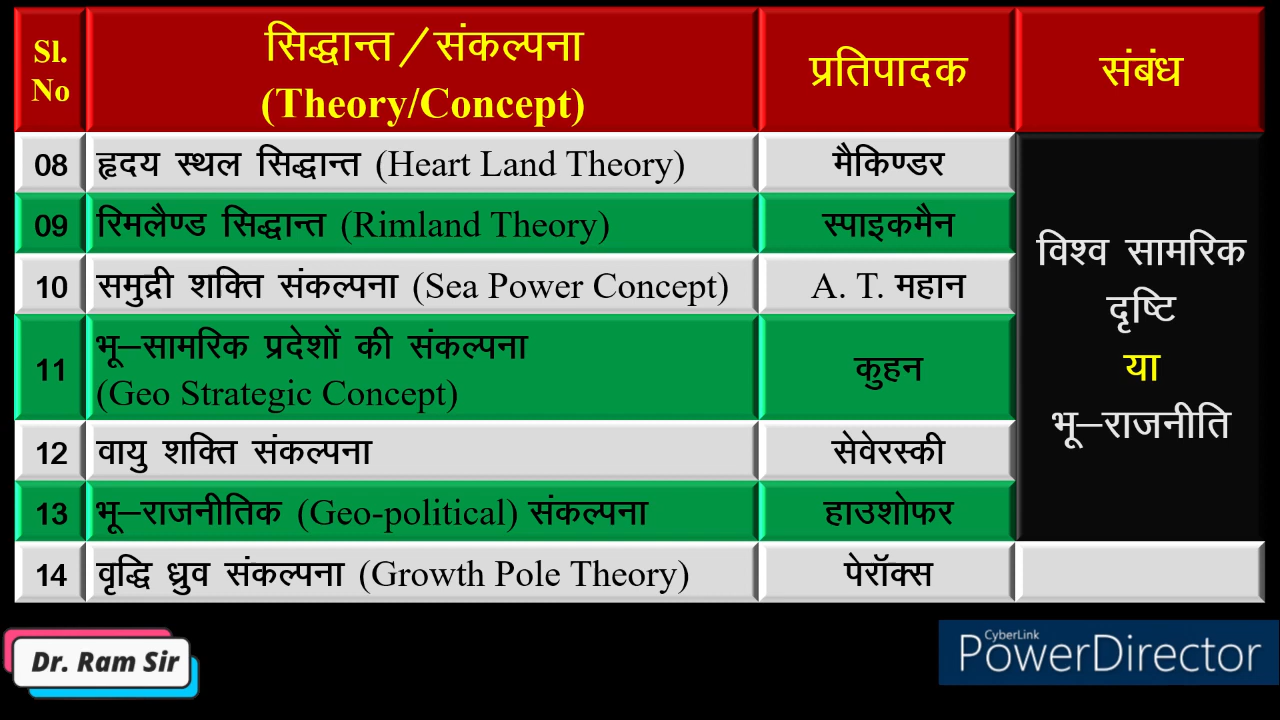 Sl. No
सिद्धान्त/संकल्पना
(Theory/Concept)
प्रतिपादक
संबंध
08 हृदय स्थल सिद्धान्त (Heart Land Theory) मैकिण्डर
09 रिमलैण्ड सिद्धान्त (Rimland Theory) स्पाइकमैन
10 समुद्री शक्ति संकल्पना (Sea Power Concept) A. T. महान
11 भू–सामरिक प्रदेशों की संकल्पना
(Geo Strategic Concept) कुहन
12 वायु शक्ति संकल्पना सेवेरस्की
13 भू–राजनीतिक (Geo-political) संकल्पना हाउशोफर
विश्व सामरिक
दृष्टि
या
भू–राजनीति
14 वृद्धि ध्रुव संकल्पना (Growth Pole Theory) पेरॉक्स
Dr. Ram Sir
CyberLink
PowerDirector